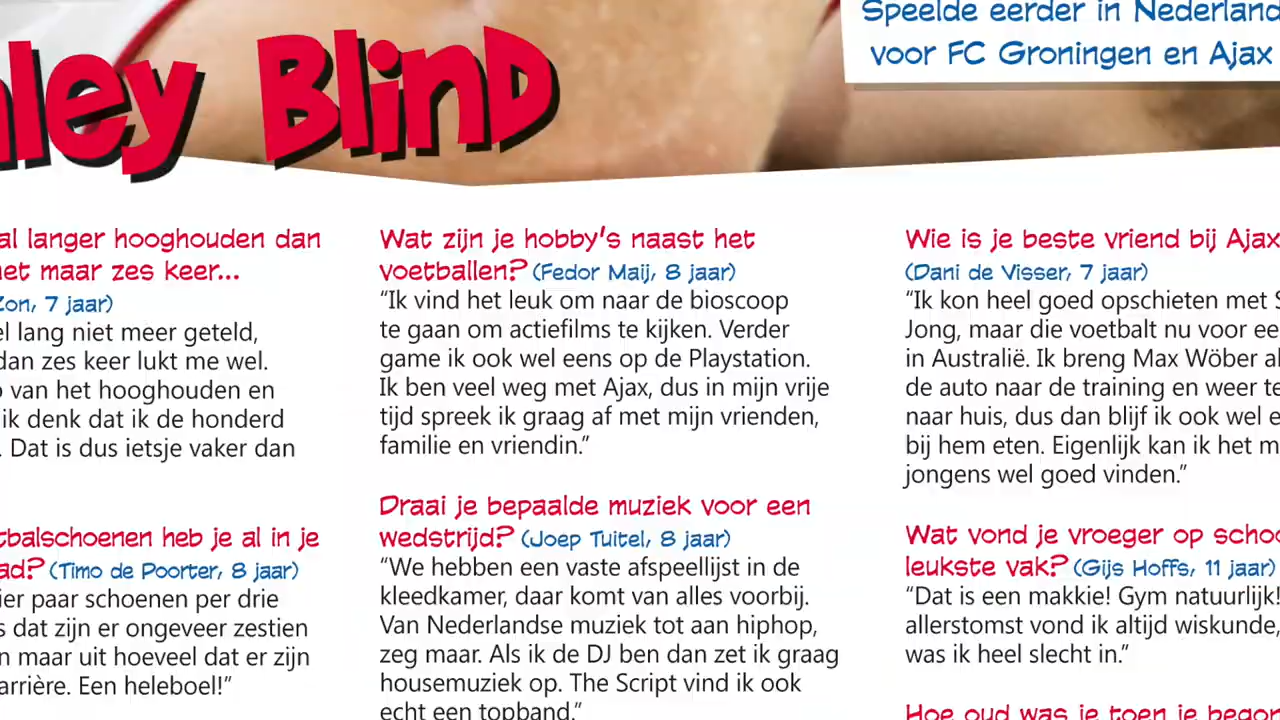 Speelde eerder in Nederland
voor FC Groningen en Ajax
ley Blind
al langer hooghouden dan
et maar zes keer...
Zon, 7 jaar)
el lang niet meer geteld,
dan zes keer lukt me wel.
van het hooghouden en
ik denk dat ik de honderd
. Dat is dus ietsje vaker dan
tbalschoenen heb je al in je
ad? (Timo de Poorter, 8 jaar)
ier paar schoenen per drie
s dat zijn er ongeveer zestien
n maar uit hoeveel dat er zijn
arrière. Een heleboel!”
Wat zijn je hobby's naast het
voetballen? (Fedor Maij, 8 jaar)
“Ik vind het leuk om naar de bioscoop
te gaan om actiefilms te kijken. Verder
game ik ook wel eens op de Playstation.
Ik ben veel weg met Ajax, dus in mijn vrije
tijd spreek ik graag af met mijn vrienden,
familie en vriendin.”
Draai je bepaalde muziek voor een
wedstrijd? (Joep Tuitel, 8 jaar)
“We hebben een vaste afspeellijst in de
kleedkamer, daar komt van alles voorbij.
Van Nederlandse muziek tot aan hiphop,
zeg maar. Als ik de DJ ben dan zet ik graag
housemuziek op. The Script vind ik ook
echt een topband.”
Wie is je beste vriend bij Ajax
(Dani de Visser, 7 jaar)
“Ik kon heel goed opschieten met S
Jong, maar die voetbalt nu voor ee
in Australië. Ik breng Max Wöber al
de auto naar de training en weer te
naar huis, dus dan blijf ik ook wel e
bij hem eten. Eigenlijk kan ik het m
jongens wel goed vinden.”
Wat vond je vroeger op schoo
leukste vak? (Gijs Hoffs, 11 jaar)
“Dat is een makkie! Gym natuurlijk!
allerstomst vond ik altijd wiskunde,
was ik heel slecht in.”
Hoe oud was je toen je begon